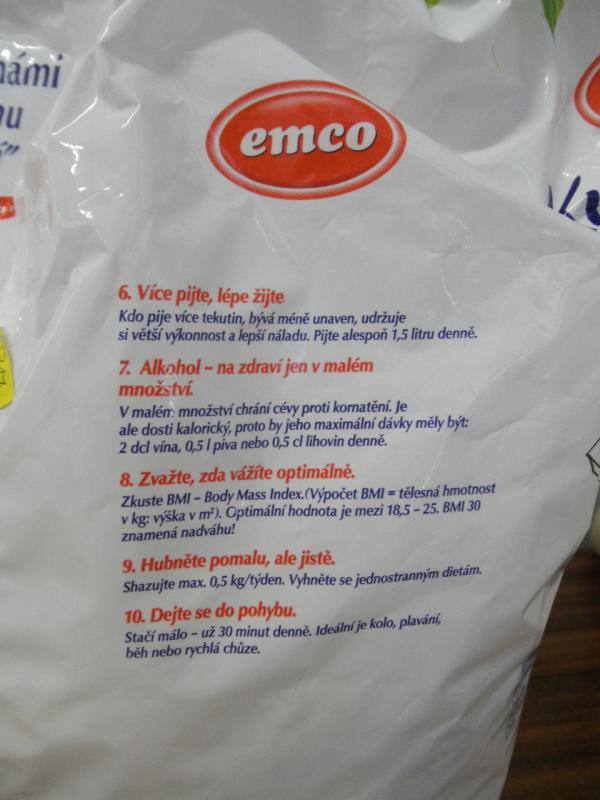 námi
nu
emco
6. Více pijte, lépe žijte
Kdo pije více tekutin, bývá méně unaven, udržuje
si větší výkonnost a lepší náladu. Pijte alespoň 1,5 litru denně.
7. Alkohol – na zdraví jen v malém
množství.
V malém množství chrání cévy proti kornatění. Je
ale dosti kalorický, proto by jeho maximální dávky měly být:
2 dcl vína, 0,5 l piva nebo 0,5 cl lihovin denně.
8. Zvažte, zda vážíte optimálně.
Zkuste BMI – Body Mass Index.(Výpočet BMI = tělesná hmotnost
v kg: výška v m²). Optimální hodnota je mezi 18,5 – 25. BMI 30
znamená nadváhu!
9. Hubněte pomalu, ale jistě.
Shazujte max. 0,5 kg/týden. Vyhněte se jednostranným dietám.
10. Dejte se do pohybu.
Stačí málo – už 30 minut denně. Ideální je kolo, plavání,
běh nebo rychlá chůze.